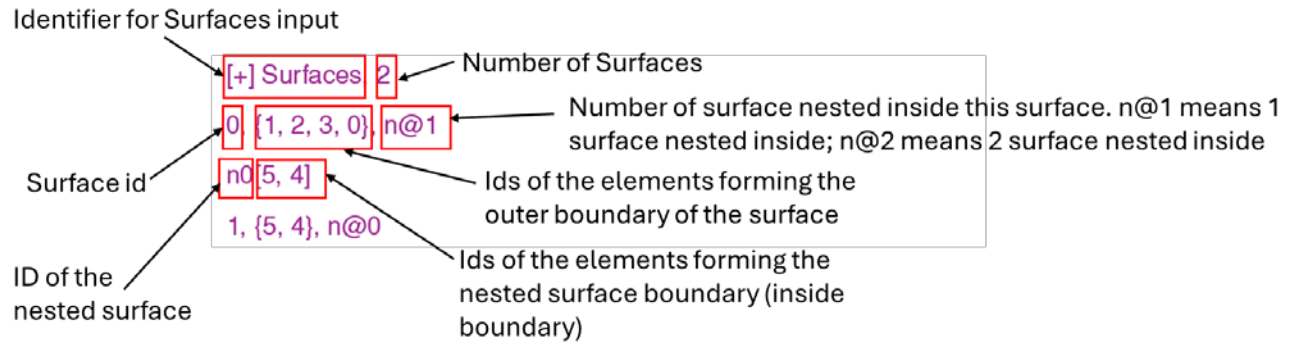 Identifier for Surfaces input
[+] Surfaces 2
Number of Surfaces
0, {1, 2, 3, 0}, n@1
Number of surface nested inside this surface. n@1 means 1
surface nested inside; n@2 means 2 surface nested inside
Surface id
n0[5, 4]
Ids of the elements forming the
outer boundary of the surface
1, {5, 4}, n@0
ID of the
nested surface
Ids of the elements forming the
nested surface boundary (inside
boundary)